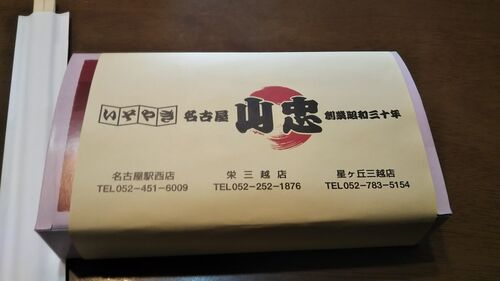 いそやき 名古屋 山忠 創業昭和三十年
名古屋駅西店 栄三越店 星ヶ丘三越店
TEL052-451-6009 TEL052-252-1876 TEL052-783-5154